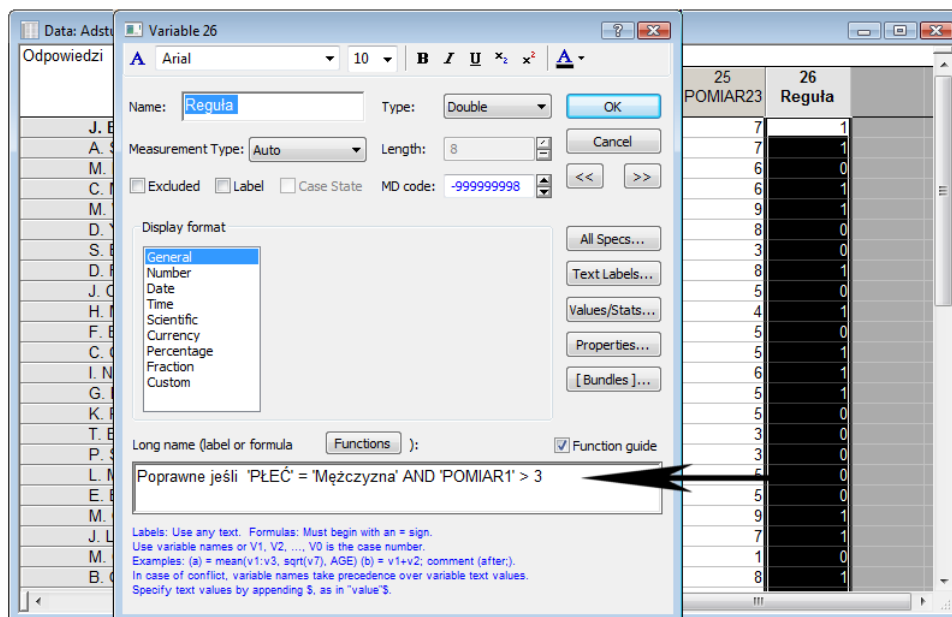 Data: Adstu
Odpowiedzi
J. E
A. S
M.
C. M
M.
D. Y
S. E
D. F
J. C
H. M
F. E
C. C
I. N
G. I
K. F
T. E
P. S
L. M
E. E
M.
J. L
M.
B. C
Variable 26
A Arial 10 B I U x₂ x² A
Name: Reguła Type: Double OK
Measurement Type: Auto Length: 8 Cancel
Excluded Label Case State MD code: -999999998 << >>
Display format
General
Number
Date
Time
Scientific
Currency
Percentage
Fraction
Custom
All Specs...
Text Labels...
Values/Stats...
Properties...
[ Bundles ]...
Long name (label or formula Functions ): Function guide
Poprawne jeśli 'PŁEĆ' = 'Mężczyzna' AND 'POMIAR1' > 3
Labels: Use any text. Formulas: Must begin with an = sign.
Use variable names or V1, V2, ..., V0 is the case number.
Examples: (a) = mean(v1:v3, sqrt(v7), AGE) (b) = v1+v2; comment (after;).
In case of conflict, variable names take precedence over variable text values.
Specify text values by appending $, as in "value"$.
25 26
POMIAR23 Reguła
7 1
7 1
6 0
6 1
9 1
8 0
3 0
8 1
5 0
4 1
5 0
5 1
6 1
5 1
5 0
3 0
3 0
5 0
5 0
9 1
7 1
1 0
8 1